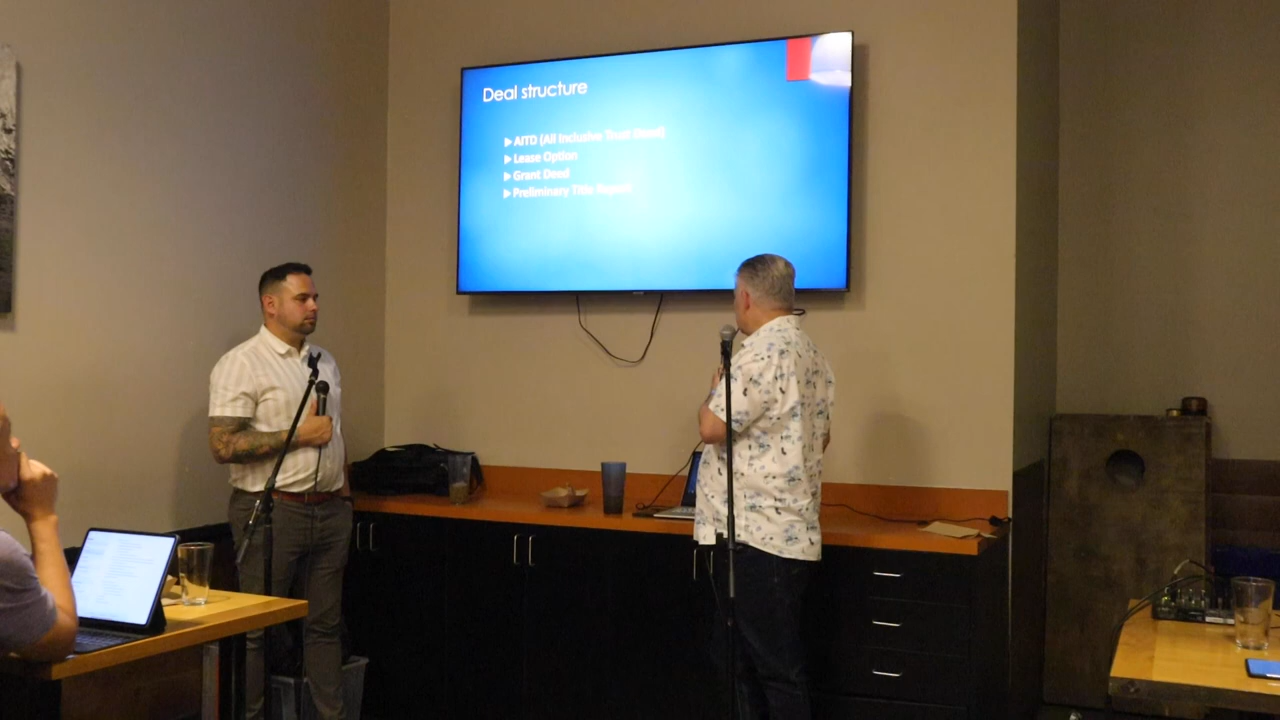 Deal structure
AITD (All Inclusive Trust Deed)
Lease Option
Grant Deed
Preliminary Title Report